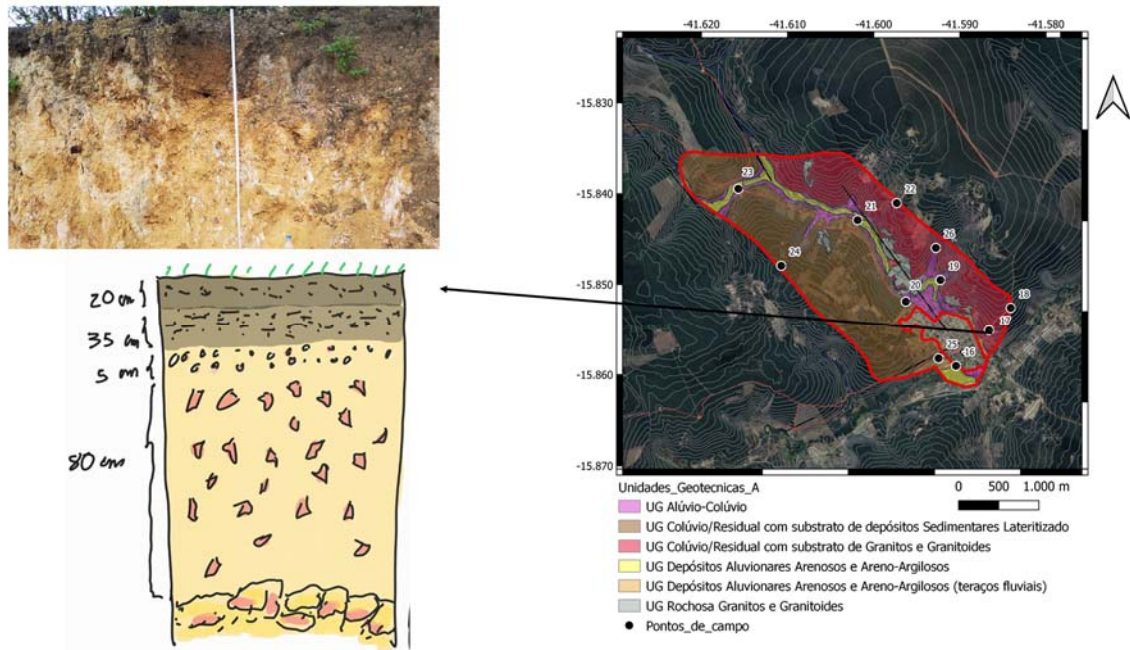 20 cm
35 cm
5 cm
80 cm
-41.620 -41.610 -41.600 -41.590 -41.580
-15.830
-15.840
-15.850
-15.860
-15.870
23
22
21
26
24
19
20
18
17
25
-16
Unidades_Geotecnicas_A
0 500 1.000 m
UG Alúvio-Colúvio
UG Colúvio/Residual com substrato de depósitos Sedimentares Lateritizado
UG Colúvio/Residual com substrato de Granitos e Granitoides
UG Depósitos Aluvionares Arenosos e Areno-Argilosos
UG Depósitos Aluvionares Arenosos e Areno-Argilosos (teraços fluviais)
UG Rochosa Granitos e Granitoides
Pontos_de_campo